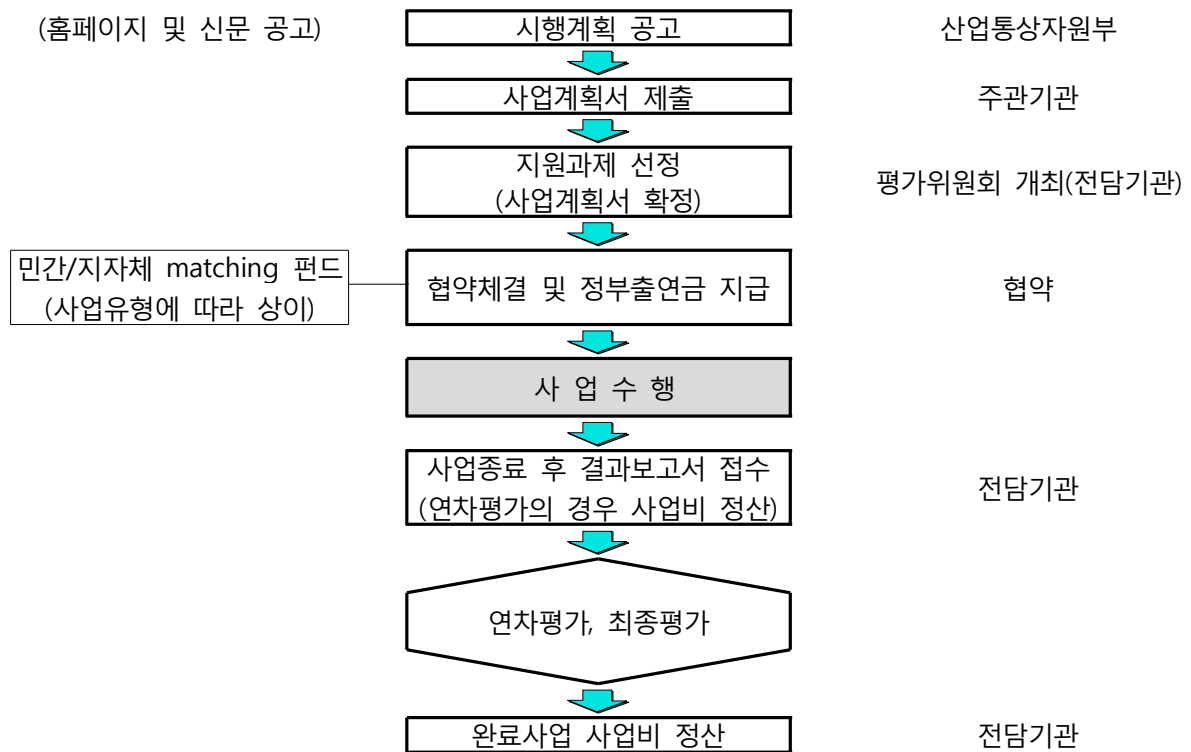 (홈페이지 및 신문 공고)
시행계획 공고
산업통상자원부
사업계획서 제출
주관기관
지원과제 선정
(사업계획서 확정)
평가위원회 개최(전담기관)
민간/지자체 matching 펀드
(사업유형에 따라 상이)
협약체결 및 정부출연금 지급
협약
사 업 수 행
사업종료 후 결과보고서 접수
(연차평가의 경우 사업비 정산)
전담기관
연차평가, 최종평가
완료사업 사업비 정산
전담기관